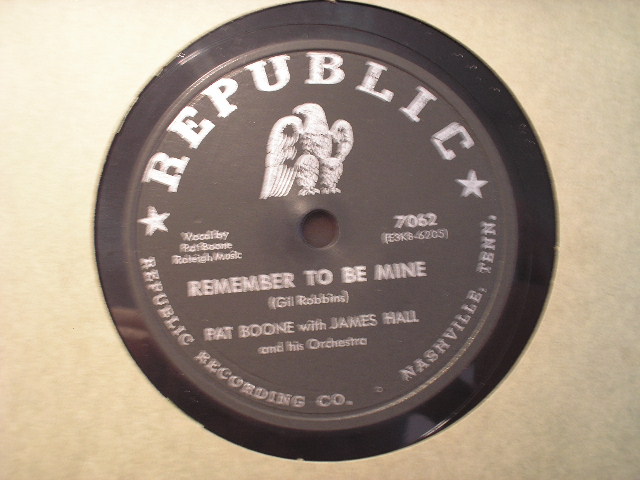 REPUBLIC
7062
(E3KB-6205)
Vocal by
Pat Boone
Raleigh Music
REMEMBER TO BE MINE
(Gil Robbins)
PAT BOONE with JAMES HALL
and his Orchestra
REPUBLIC RECORDING CO. NASHVILLE, TENN.